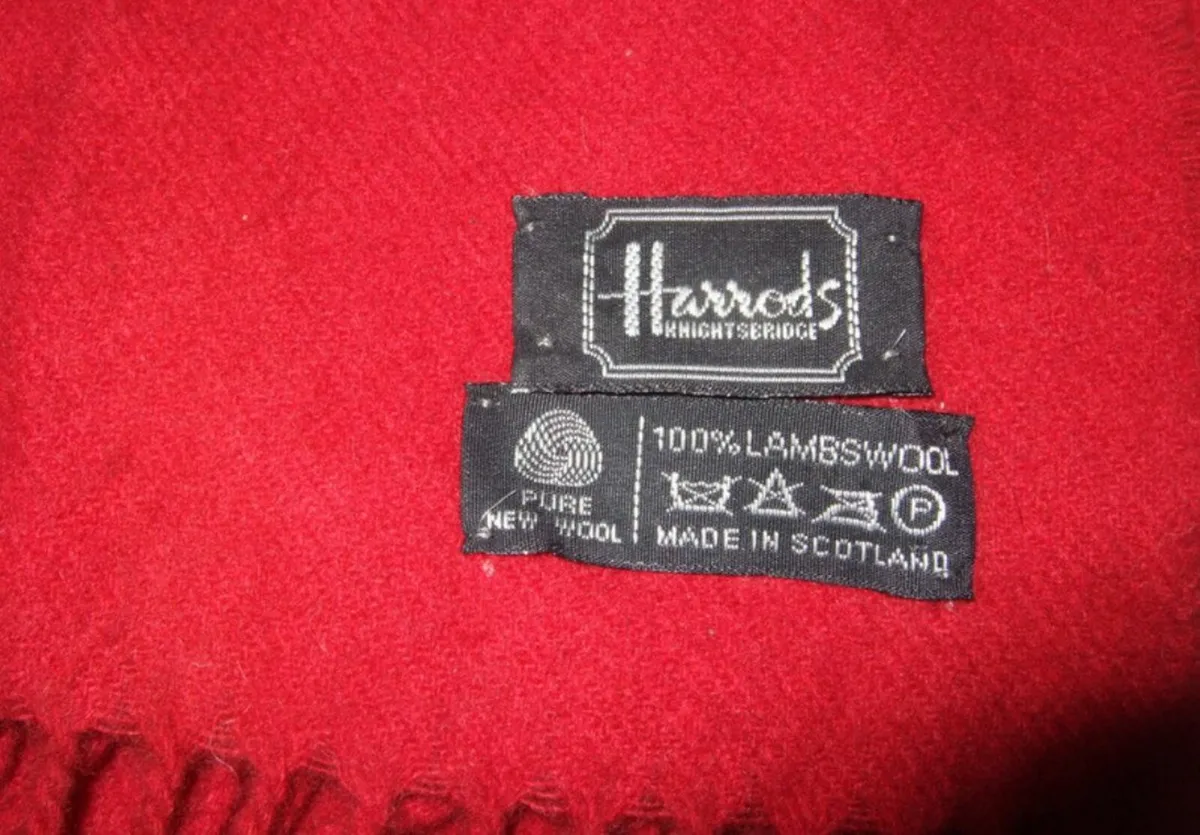 Harrods
KNIGHTSBRIDGE
PURE
NEW WOOL
100% LAMBSWOOL
P
MADE IN SCOTLAND